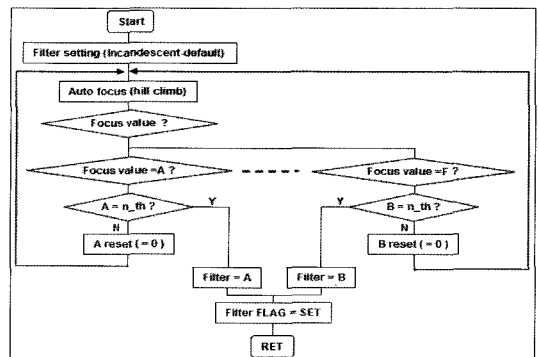 Start
Filter setting (Incandescent-default)
Auto focus (hill climb)
Focus value ?
Focus value =A ?
Focus value =F ?
A = n_th ?
Y
Y
B = n_th ?
N
N
A reset ( = 0 )
B reset ( = 0 )
Filter = A
Filter = B
Filter FLAG = SET
RET